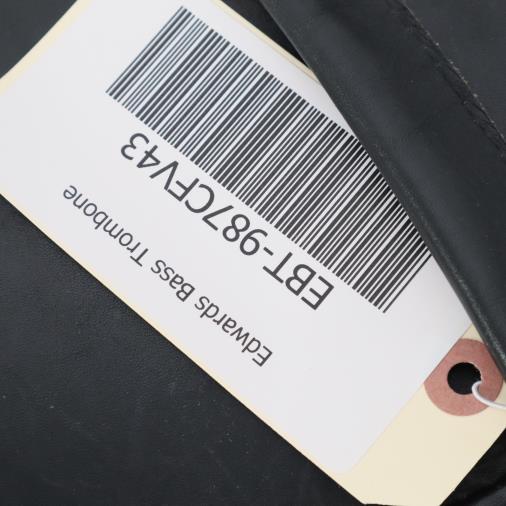 EBT-987CFV43
Edwards Bass Trombone